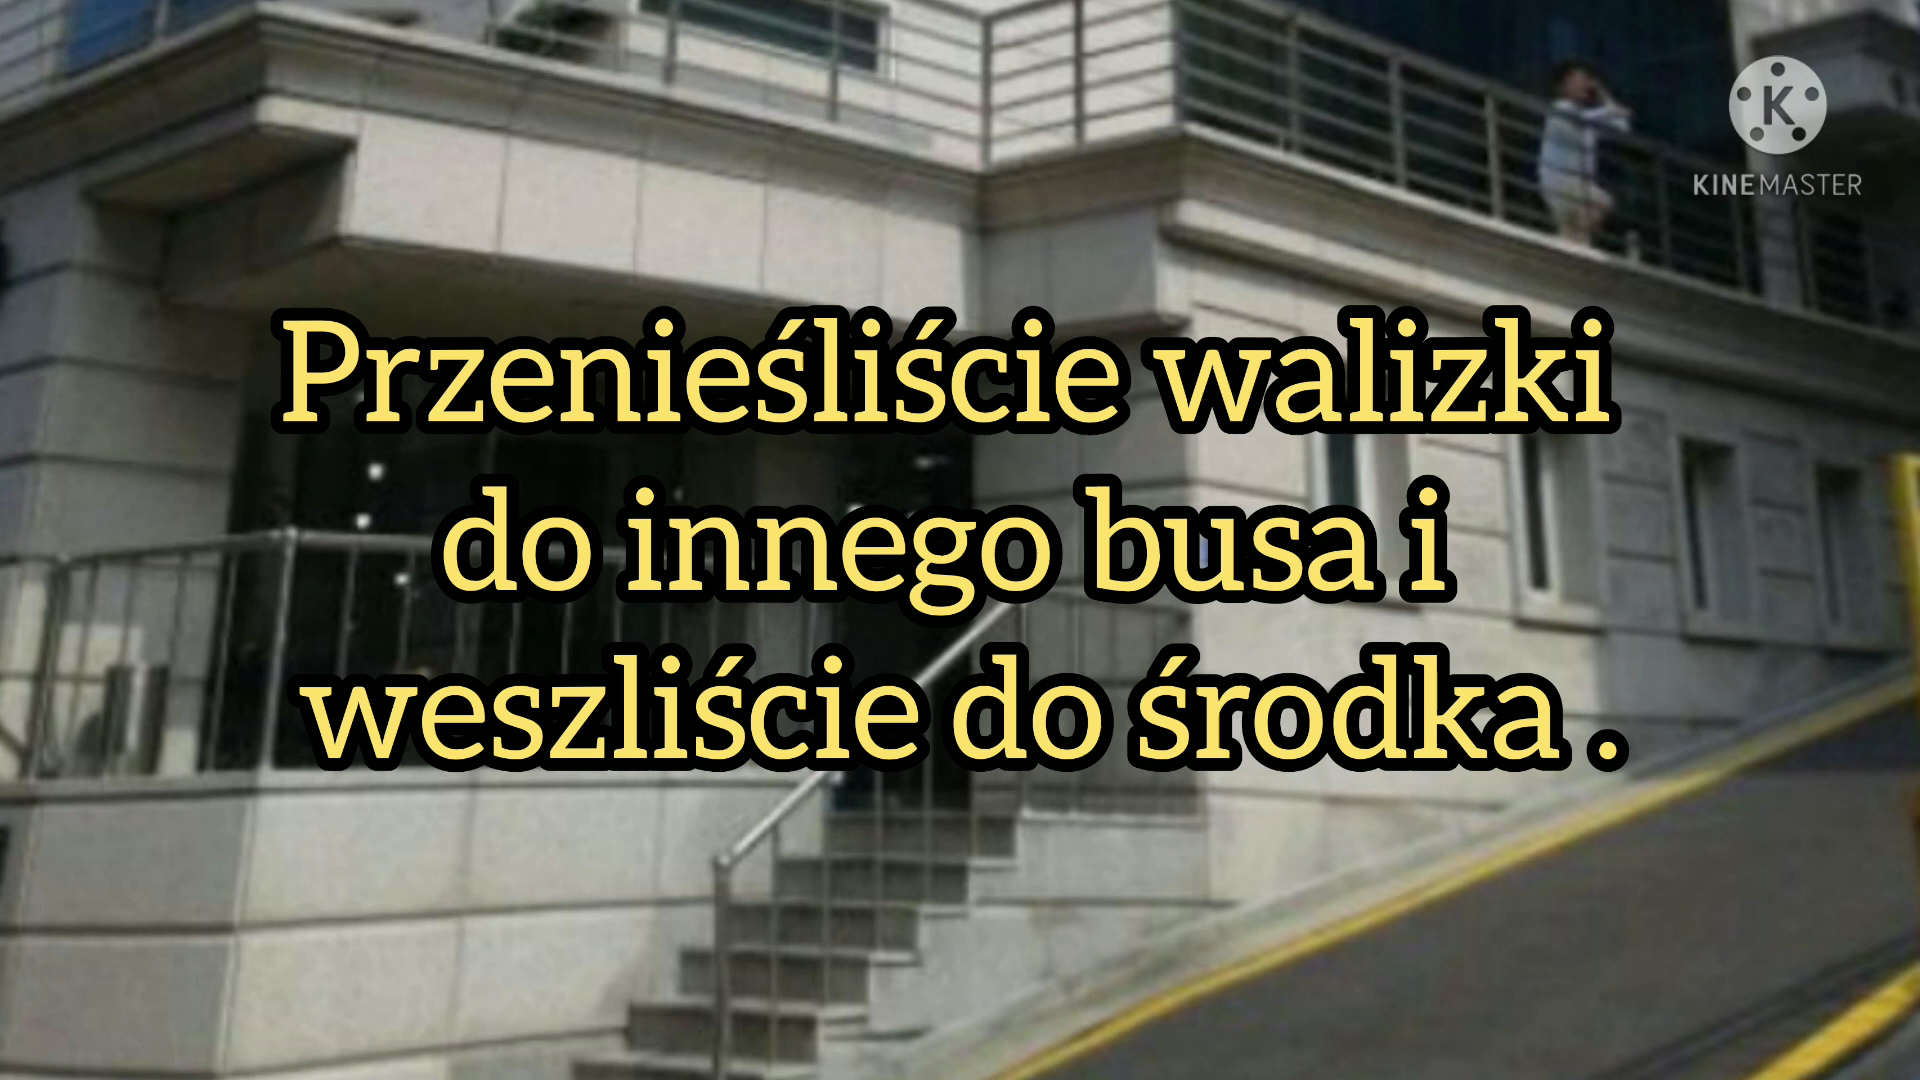 K
KINEMASTER
Przenieśliście walizki
do innego busa i
weszliście do środka .